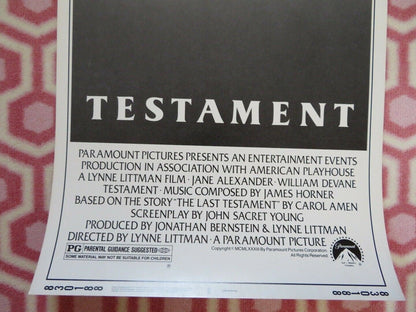 TESTAMENT
PARAMOUNT PICTURES PRESENTS AN ENTERTAINMENT EVENTS
PRODUCTION IN ASSOCIATION WITH AMERICAN PLAYHOUSE
A LYNNE LITTMAN FILM · JANE ALEXANDER · WILLIAM DEVANE
TESTAMENT · MUSIC COMPOSED BY JAMES HORNER
BASED ON THE STORY "THE LAST TESTAMENT" BY CAROL AMEN
SCREENPLAY BY JOHN SACRET YOUNG
PRODUCED BY JONATHAN BERNSTEIN & LYNNE LITTMAN
DIRECTED BY LYNNE LITTMAN · A PARAMOUNT PICTURE
PG PARENTAL GUIDANCE SUGGESTED
SOME MATERIAL MAY NOT BE SUITABLE FOR CHILDREN
Copyright © MCMLXXXIII By Paramount Pictures Corporation.
All Rights Reserved.
Paramount